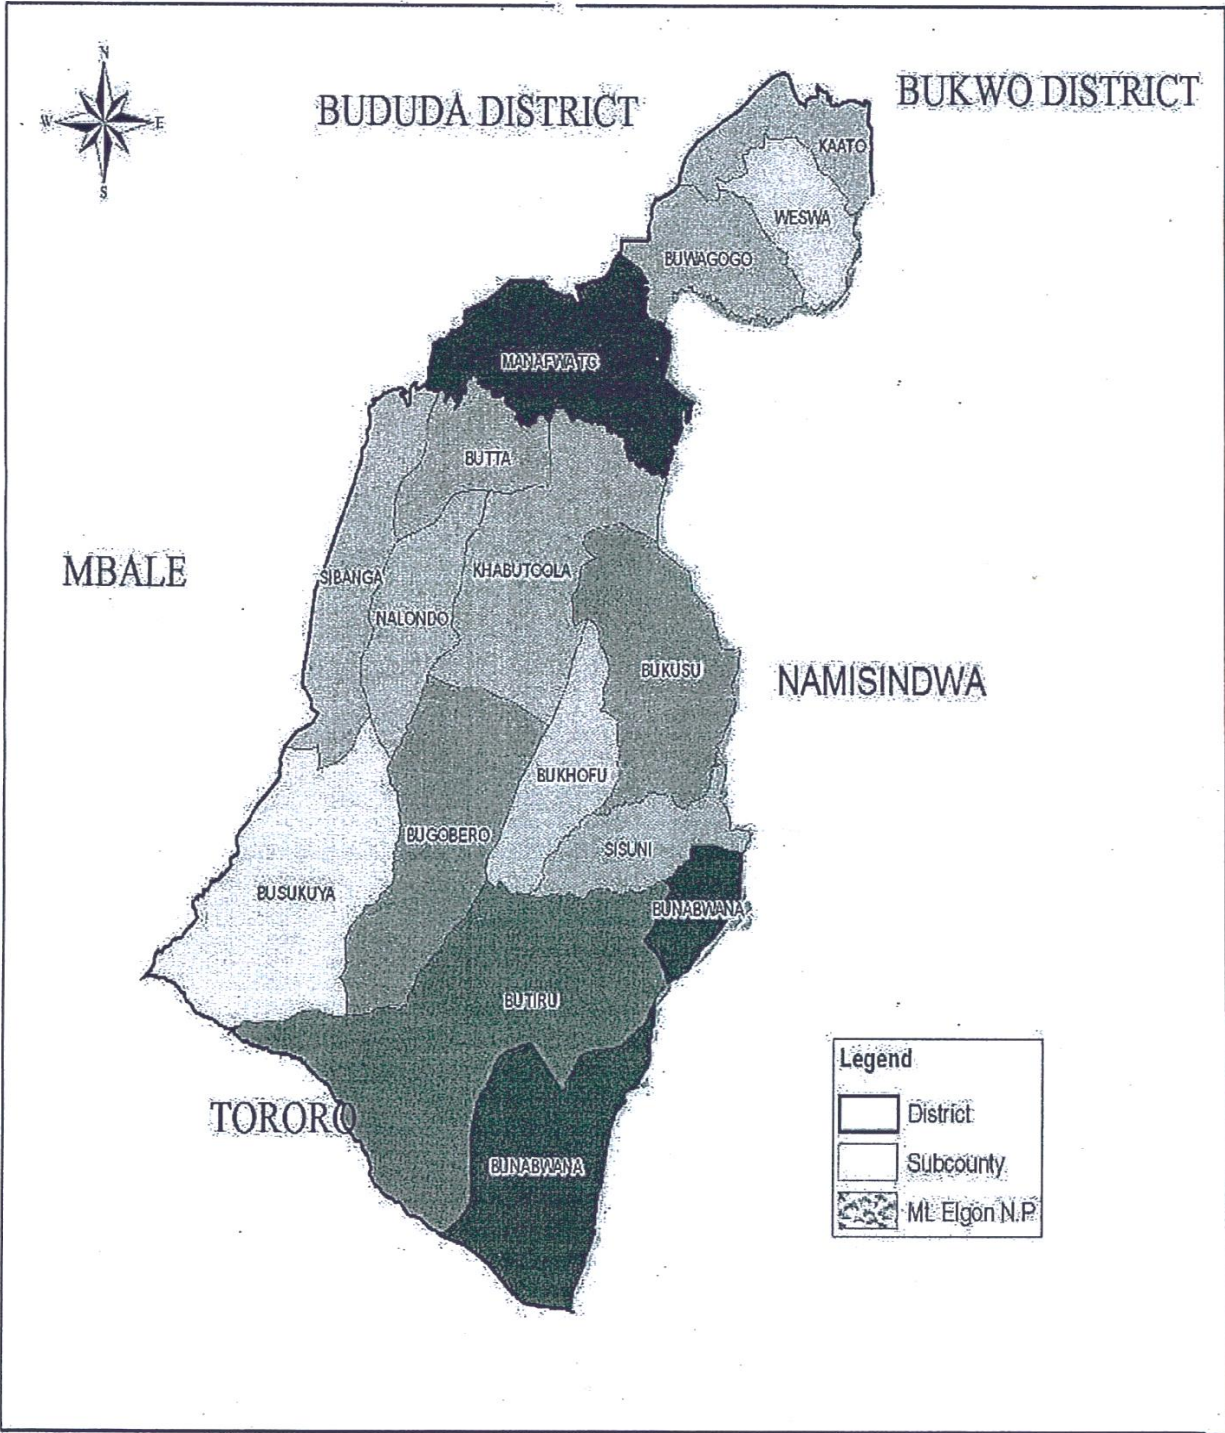 N
W E
S
BUDUDA DISTRICT
BUKWO DISTRICT
KAATO
WESWA
BUWAGOGO
MANAFWA TG
BUTTA
MBALE
SIBANGA
KHABUTOOLA
NALONDO
BUKUSU
NAMISINDWA
BUKHOFU
BUGOBERO
SISUNI
BUSUKUYA
BUNABWANA
BUTIRU
TORORO
BUNABWANA
Legend
District
Subcounty
Mt. Elgon N.P